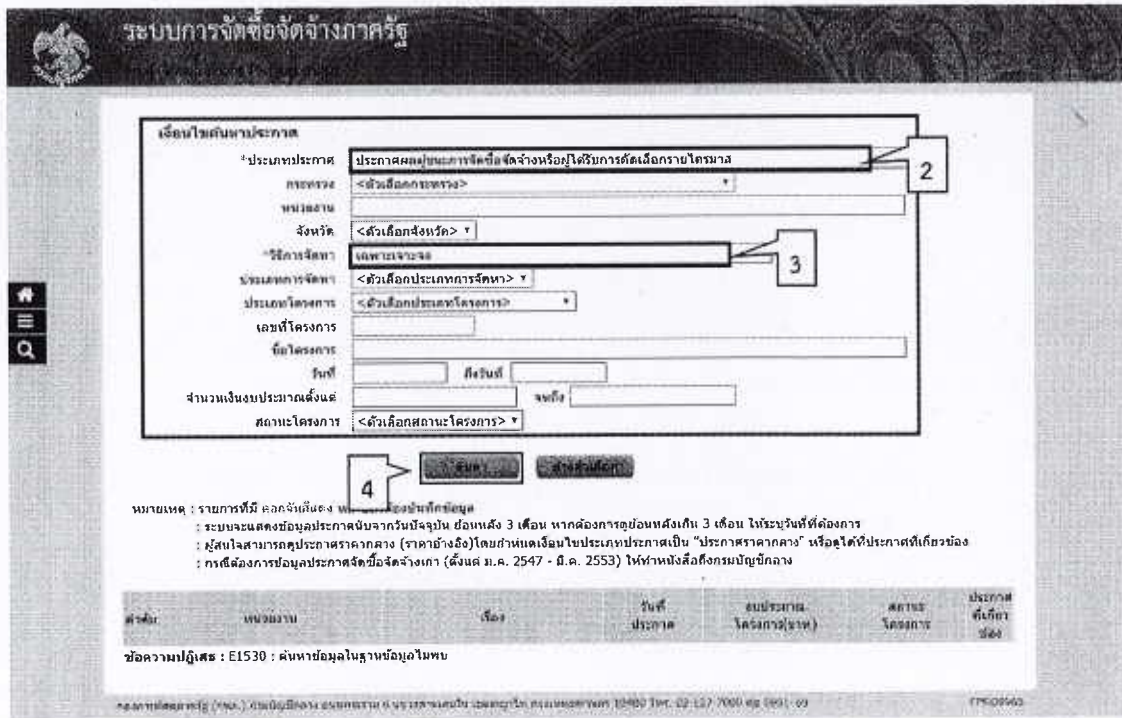 ระบบการจัดซื้อจัดจ้างภาครัฐ
เงื่อนไขค้นหาประกาศ
*ประเภทประกาศ ประกาศผลผู้ชนะการจัดซื้อจัดจ้างหรือผู้ได้รับการคัดเลือกรายไตรมาส
2
กระทรวง <ตัวเลือกกระทรวง>
หน่วยงาน
จังหวัด <ตัวเลือกจังหวัด>
*วิธีการจัดหา เฉพาะเจาะจง
3
ประเภทการจัดหา <ตัวเลือกประเภทการจัดหา>
ประเภทโครงการ <ตัวเลือกประเภทโครงการ>
เลขที่โครงการ
ชื่อโครงการ
วันที่ ถึงวันที่
จำนวนเงินงบประมาณตั้งแต่ จนถึง
สถานะโครงการ <ตัวเลือกสถานะโครงการ>
4 ค้นหา ล้างตัวเลือก
หมายเหตุ : รายการที่มี ดอกจันสีแดง ต้องบันทึกข้อมูล
: ระบบจะแสดงข้อมูลประกาศนับจากวันปัจจุบัน ย้อนหลัง 3 เดือน หากต้องการดูย้อนหลังเกิน 3 เดือน ให้ระบุวันที่ที่ต้องการ
: ผู้สนใจสามารถดูประกาศราคากลาง (ราคาอ้างอิง)โดยกำหนดเงื่อนไขประเภทประกาศเป็น "ประกาศราคากลาง" หรือดูได้ที่ประกาศที่เกี่ยวข้อง
: กรณีต้องการข้อมูลประกาศจัดซื้อจัดจ้างเก่า (ตั้งแต่ ม.ค. 2547 - มี.ค. 2553) ให้ทำหนังสือถึงกรมบัญชีกลาง
ลำดับ หน่วยงาน เรื่อง วันที่ประกาศ งบประมาณโครงการ(บาท) สถานะโครงการ ประกาศที่เกี่ยวข้อง
ข้อความปฏิเสธ : E1530 : ค้นหาข้อมูลในฐานข้อมูลไม่พบ